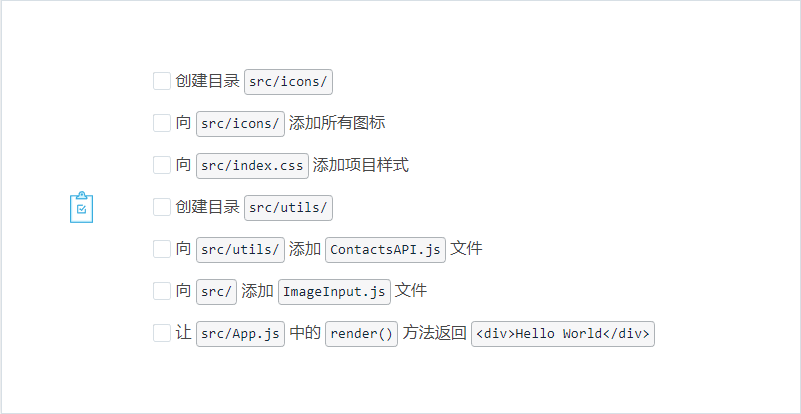 创建目录 src/icons/
向 src/icons/ 添加所有图标
向 src/index.css 添加项目样式
创建目录 src/utils/
向 src/utils/ 添加 ContactsAPI.js 文件
向 src/ 添加 ImageInput.js 文件
让 src/App.js 中的 render() 方法返回 <div>Hello World</div>